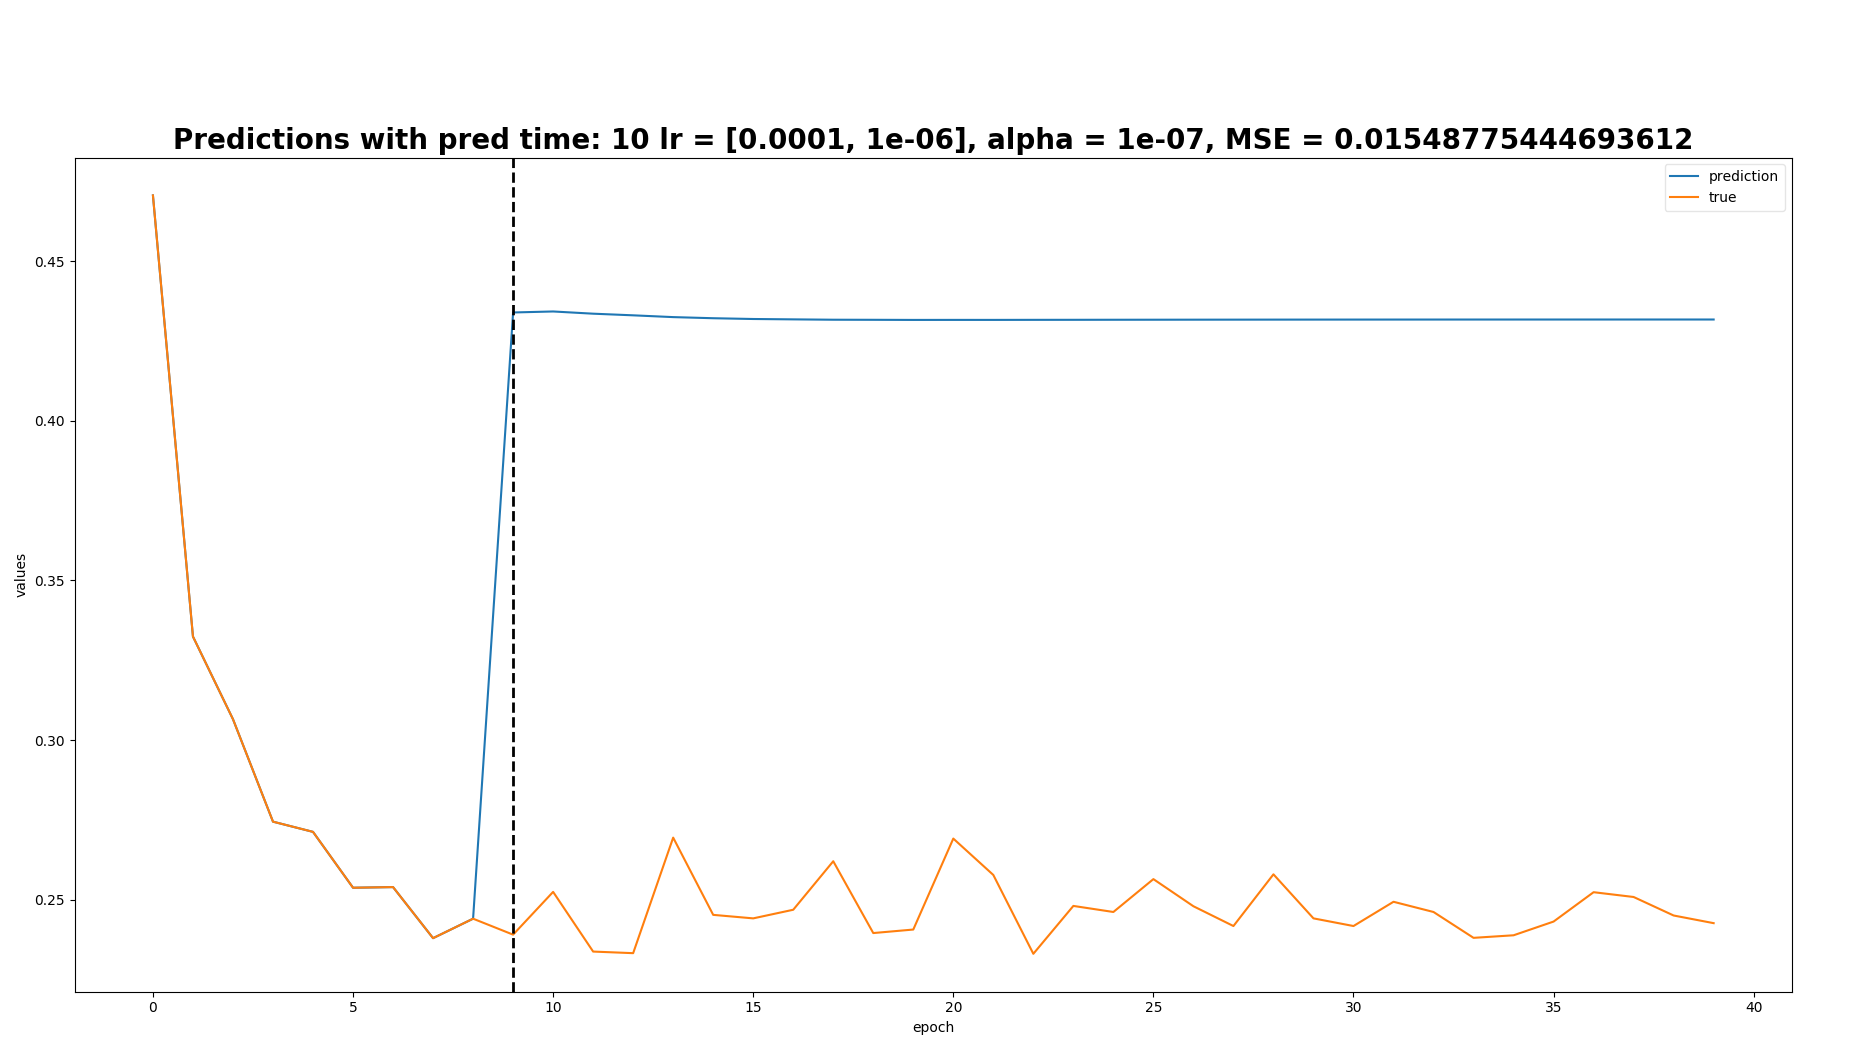 Predictions with pred time: 10 lr = [0.0001, 1e-06], alpha = 1e-07, MSE = 0.01548775444693612
prediction
true
0.45
0.40
0.35
0.30
0.25
values
0 5 10 15 20 25 30 35 40
epoch